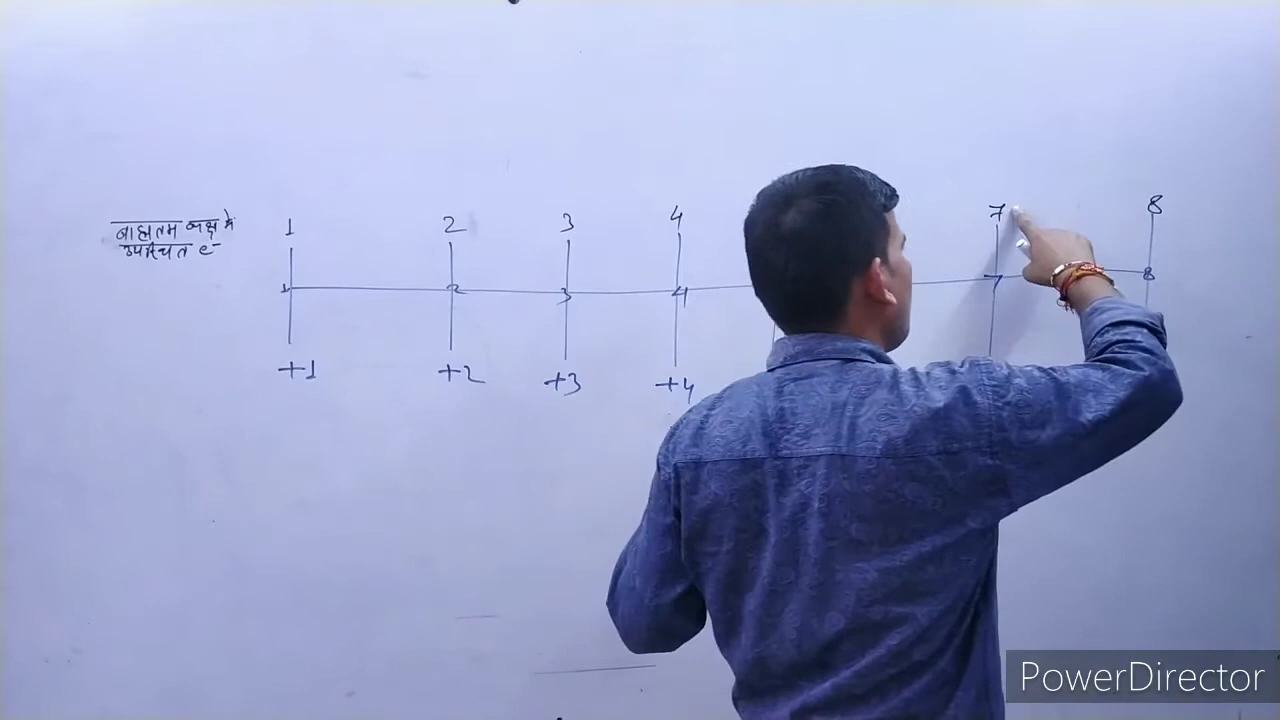 बाह्यतम कक्ष में 1 2 3 4 7 8
उपस्थित e-
1 2 3 4 7 8
+1 +2 +3 +4
PowerDirector